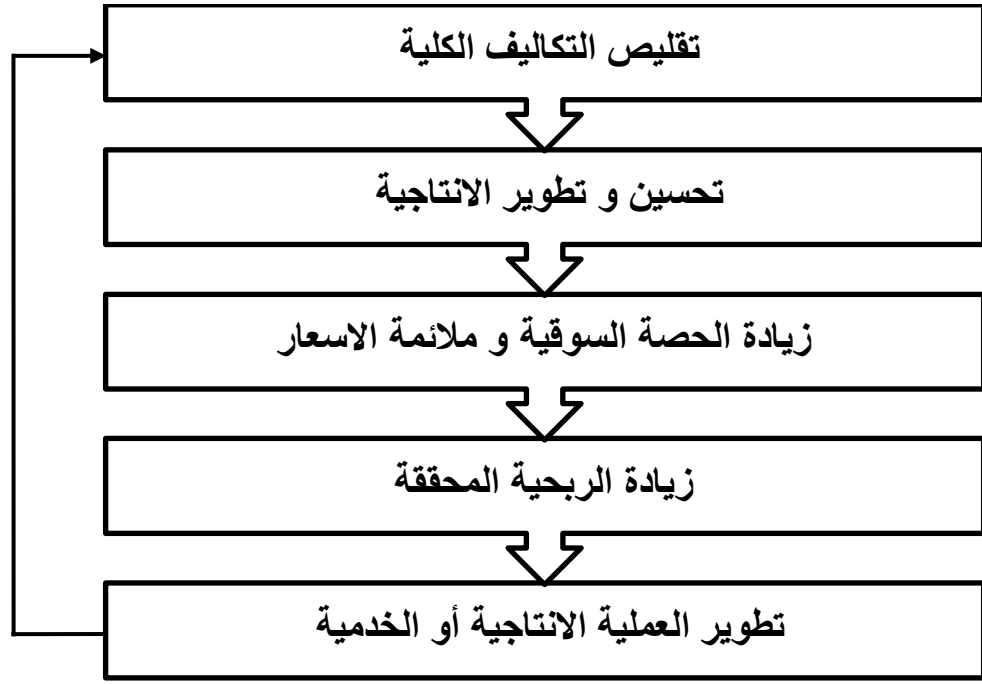 تقليص التكاليف الكلية
تحسين و تطوير الانتاجية
زيادة الحصة السوقية و ملائمة الاسعار
زيادة الربحية المحققة
تطوير العملية الانتاجية أو الخدمية